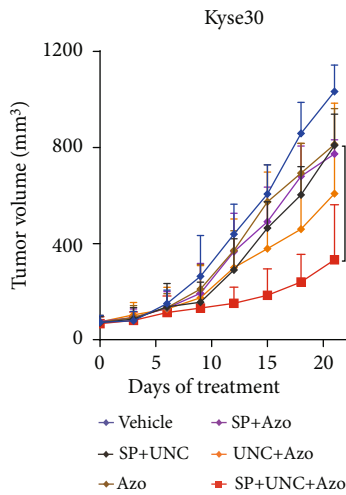 Kyse30
1200
800
400
0
Tumor volume (mm³)
0 5 10 15 20
Days of treatment
Vehicle SP+Azo
SP+UNC UNC+Azo
Azo SP+UNC+Azo